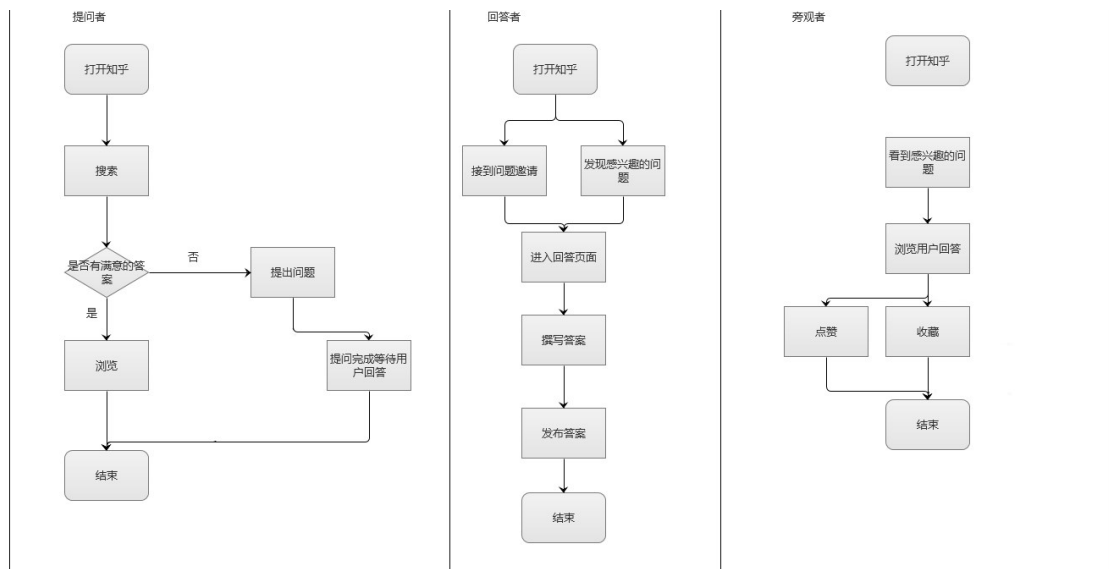 提问者
打开知乎
搜索
是否有满意的答
案
否
提出问题
是
浏览
提问完成等待用
户回答
结束
回答者
打开知乎
接到问题邀请
发现感兴趣的问
题
进入回答页面
撰写答案
发布答案
结束
旁观者
打开知乎
看到感兴趣的问
题
浏览用户回答
点赞
收藏
结束